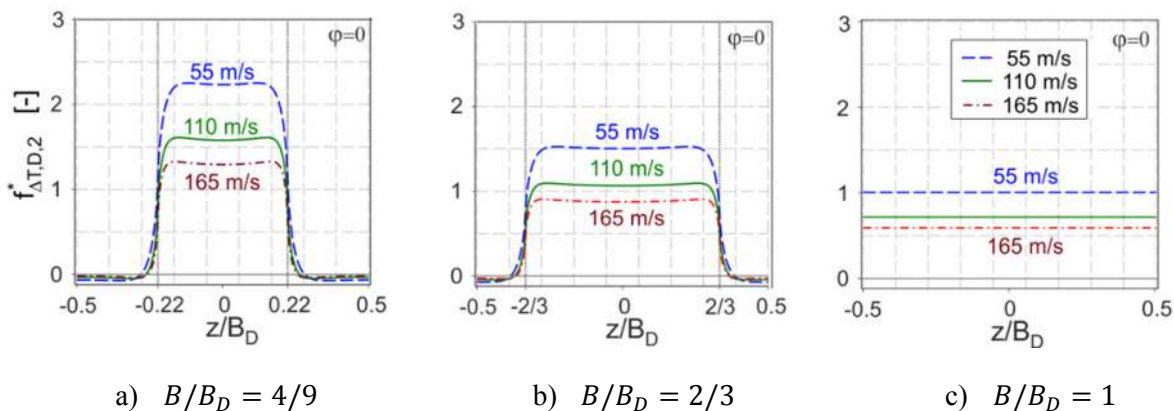 f*ΔT,D,2 [-]
3
2
1
0
φ=0
55 m/s
110 m/s
165 m/s
-0.5 -0.22 0 0.22 0.5
z/B_D
a) B/B_D = 4/9
3
2
1
0
φ=0
55 m/s
110 m/s
165 m/s
-0.5 -2/3 0 2/3 0.5
z/B_D
b) B/B_D = 2/3
3
2
1
0
φ=0
55 m/s
110 m/s
165 m/s
55 m/s
165 m/s
-0.5 0 0.5
z/B_D
c) B/B_D = 1